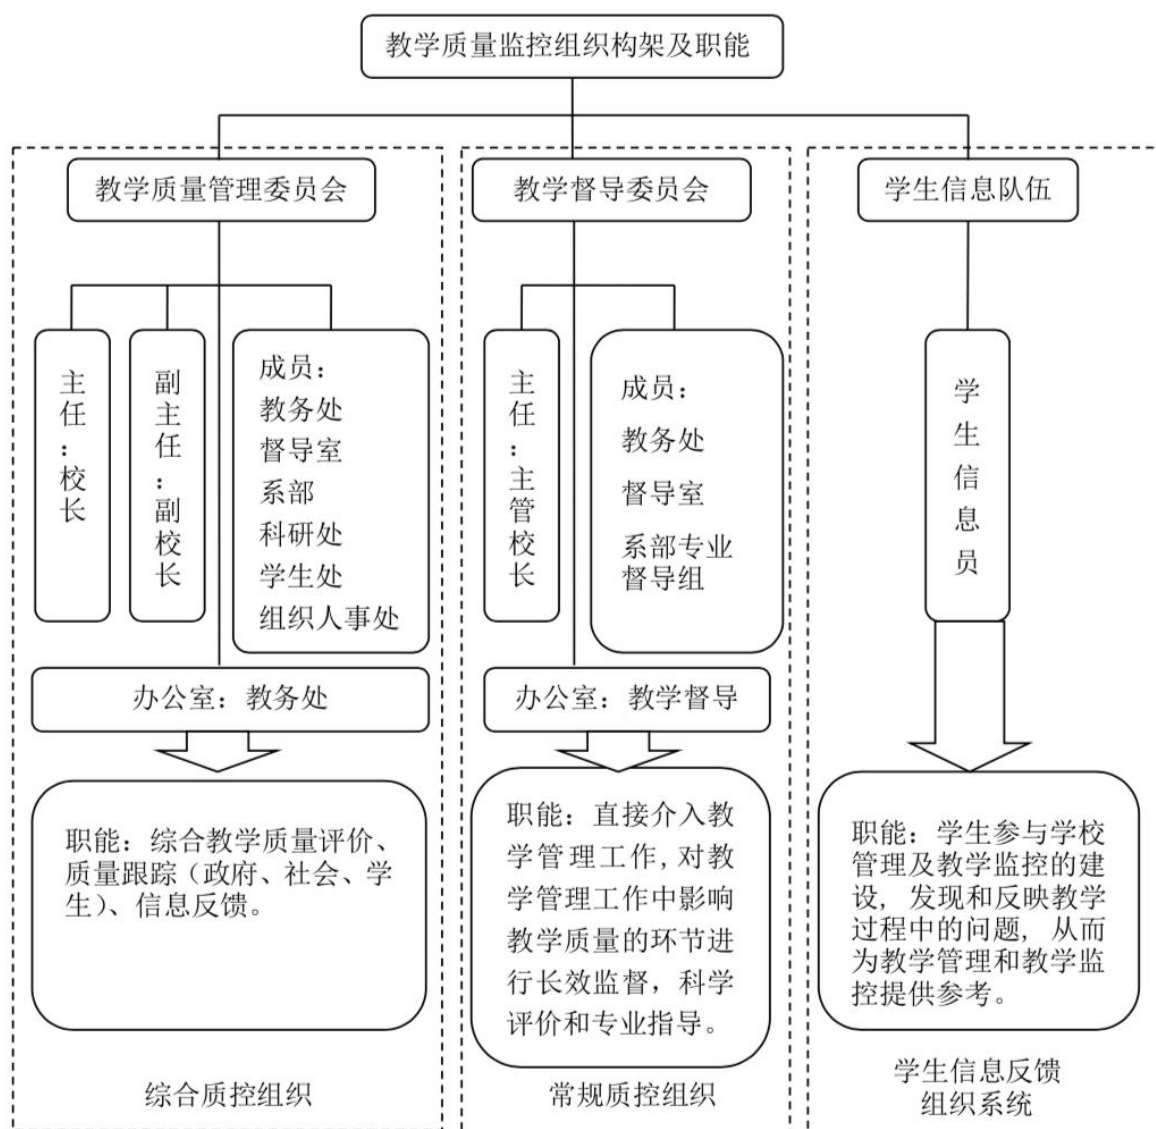 教学质量监控组织构架及职能
教学质量管理委员会
主任：校长
副主任：副校长
成员：
教务处
督导室
系部
科研处
学生处
组织人事处
办公室：教务处
职能：综合教学质量评价、
质量跟踪（政府、社会、学
生）、信息反馈。
综合质控组织
教学督导委员会
主任：主管校长
成员：
教务处
督导室
系部专业
督导组
办公室：教学督导
职能：直接介入教
学管理工作，对教
学管理工作中影响
教学质量的环节进
行长效监督，科学
评价和专业指导。
常规质控组织
学生信息队伍
学生信息员
职能：学生参与学校
管理及教学监控的建
设，发现和反映教学
过程中的问题，从而
为教学管理和教学监
控提供参考。
学生信息反馈
组织系统